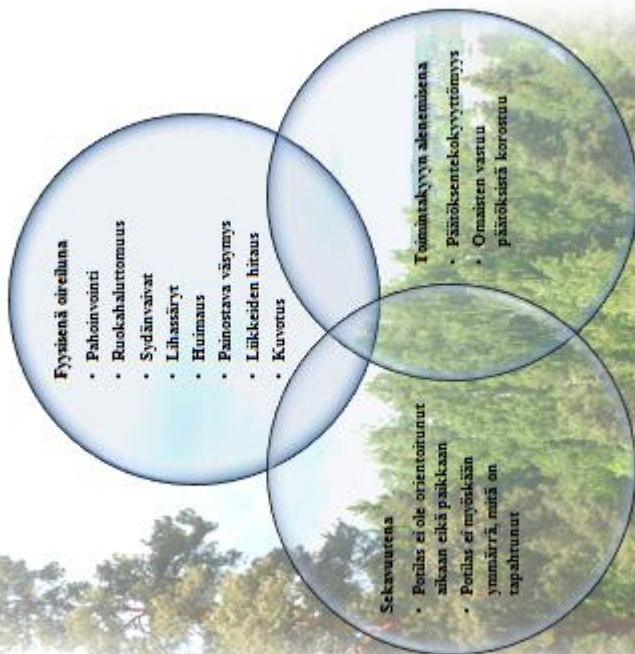 Fyysisenä oireiluna
• Pahoinvointi
• Ruokahaluttomuus
• Sydänvaivat
• Lihassäryt
• Huimaus
• Painostava väsymys
• Liikkeiden hitaus
• Kuvotus
Sekavuutena
• Potilas ei ole orientoitunut
aikaan eikä paikkaan
• Potilas ei myöskään
ymmärrä, mitä on
tapahtunut
Toimintakyvyn alenemisena
• Päätöksentekokyvyttömyys
• Omaisten vastuu
päätöksistä korostuu